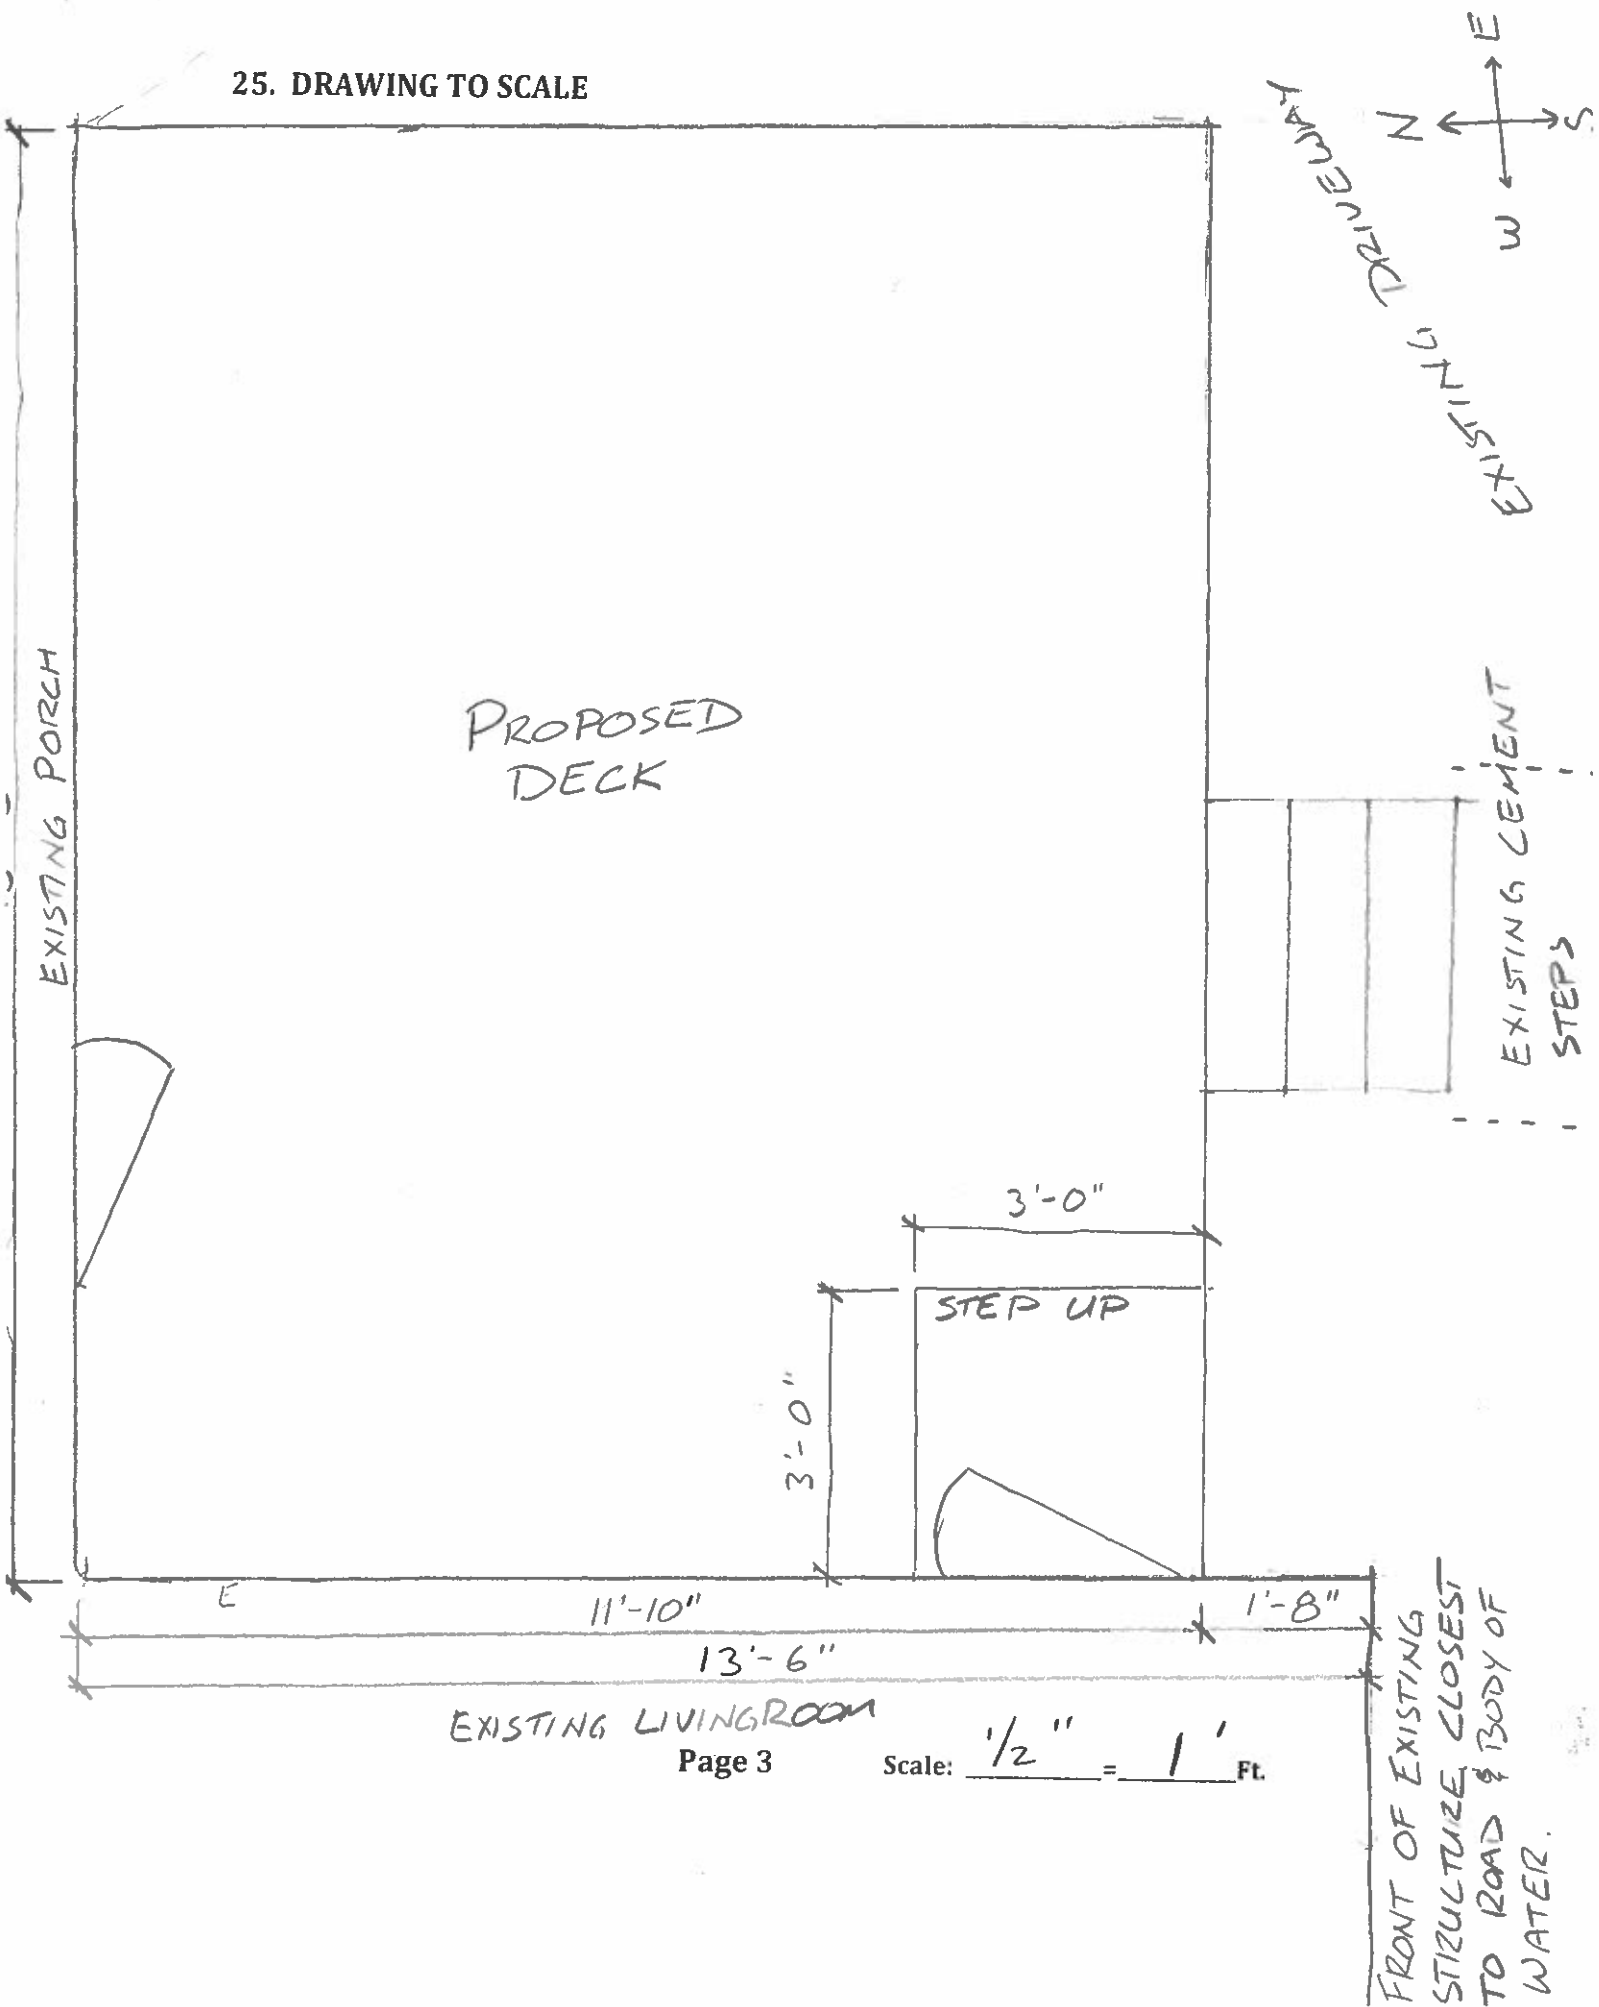 25. DRAWING TO SCALE
E
N
S.
W
EXISTING DRIVEWAY
EXISTING PORCH
PROPOSED
DECK
EXISTING CEMENT
STEPS
3'-0"
STEP UP
3'-0"
E
11'-10"
1'-8"
13'-6"
EXISTING LIVINGROOM
Page 3
Scale: 1/2" = 1' Ft.
FRONT OF EXISTING
STRUCTURE CLOSEST
TO ROAD & BODY OF
WATER.